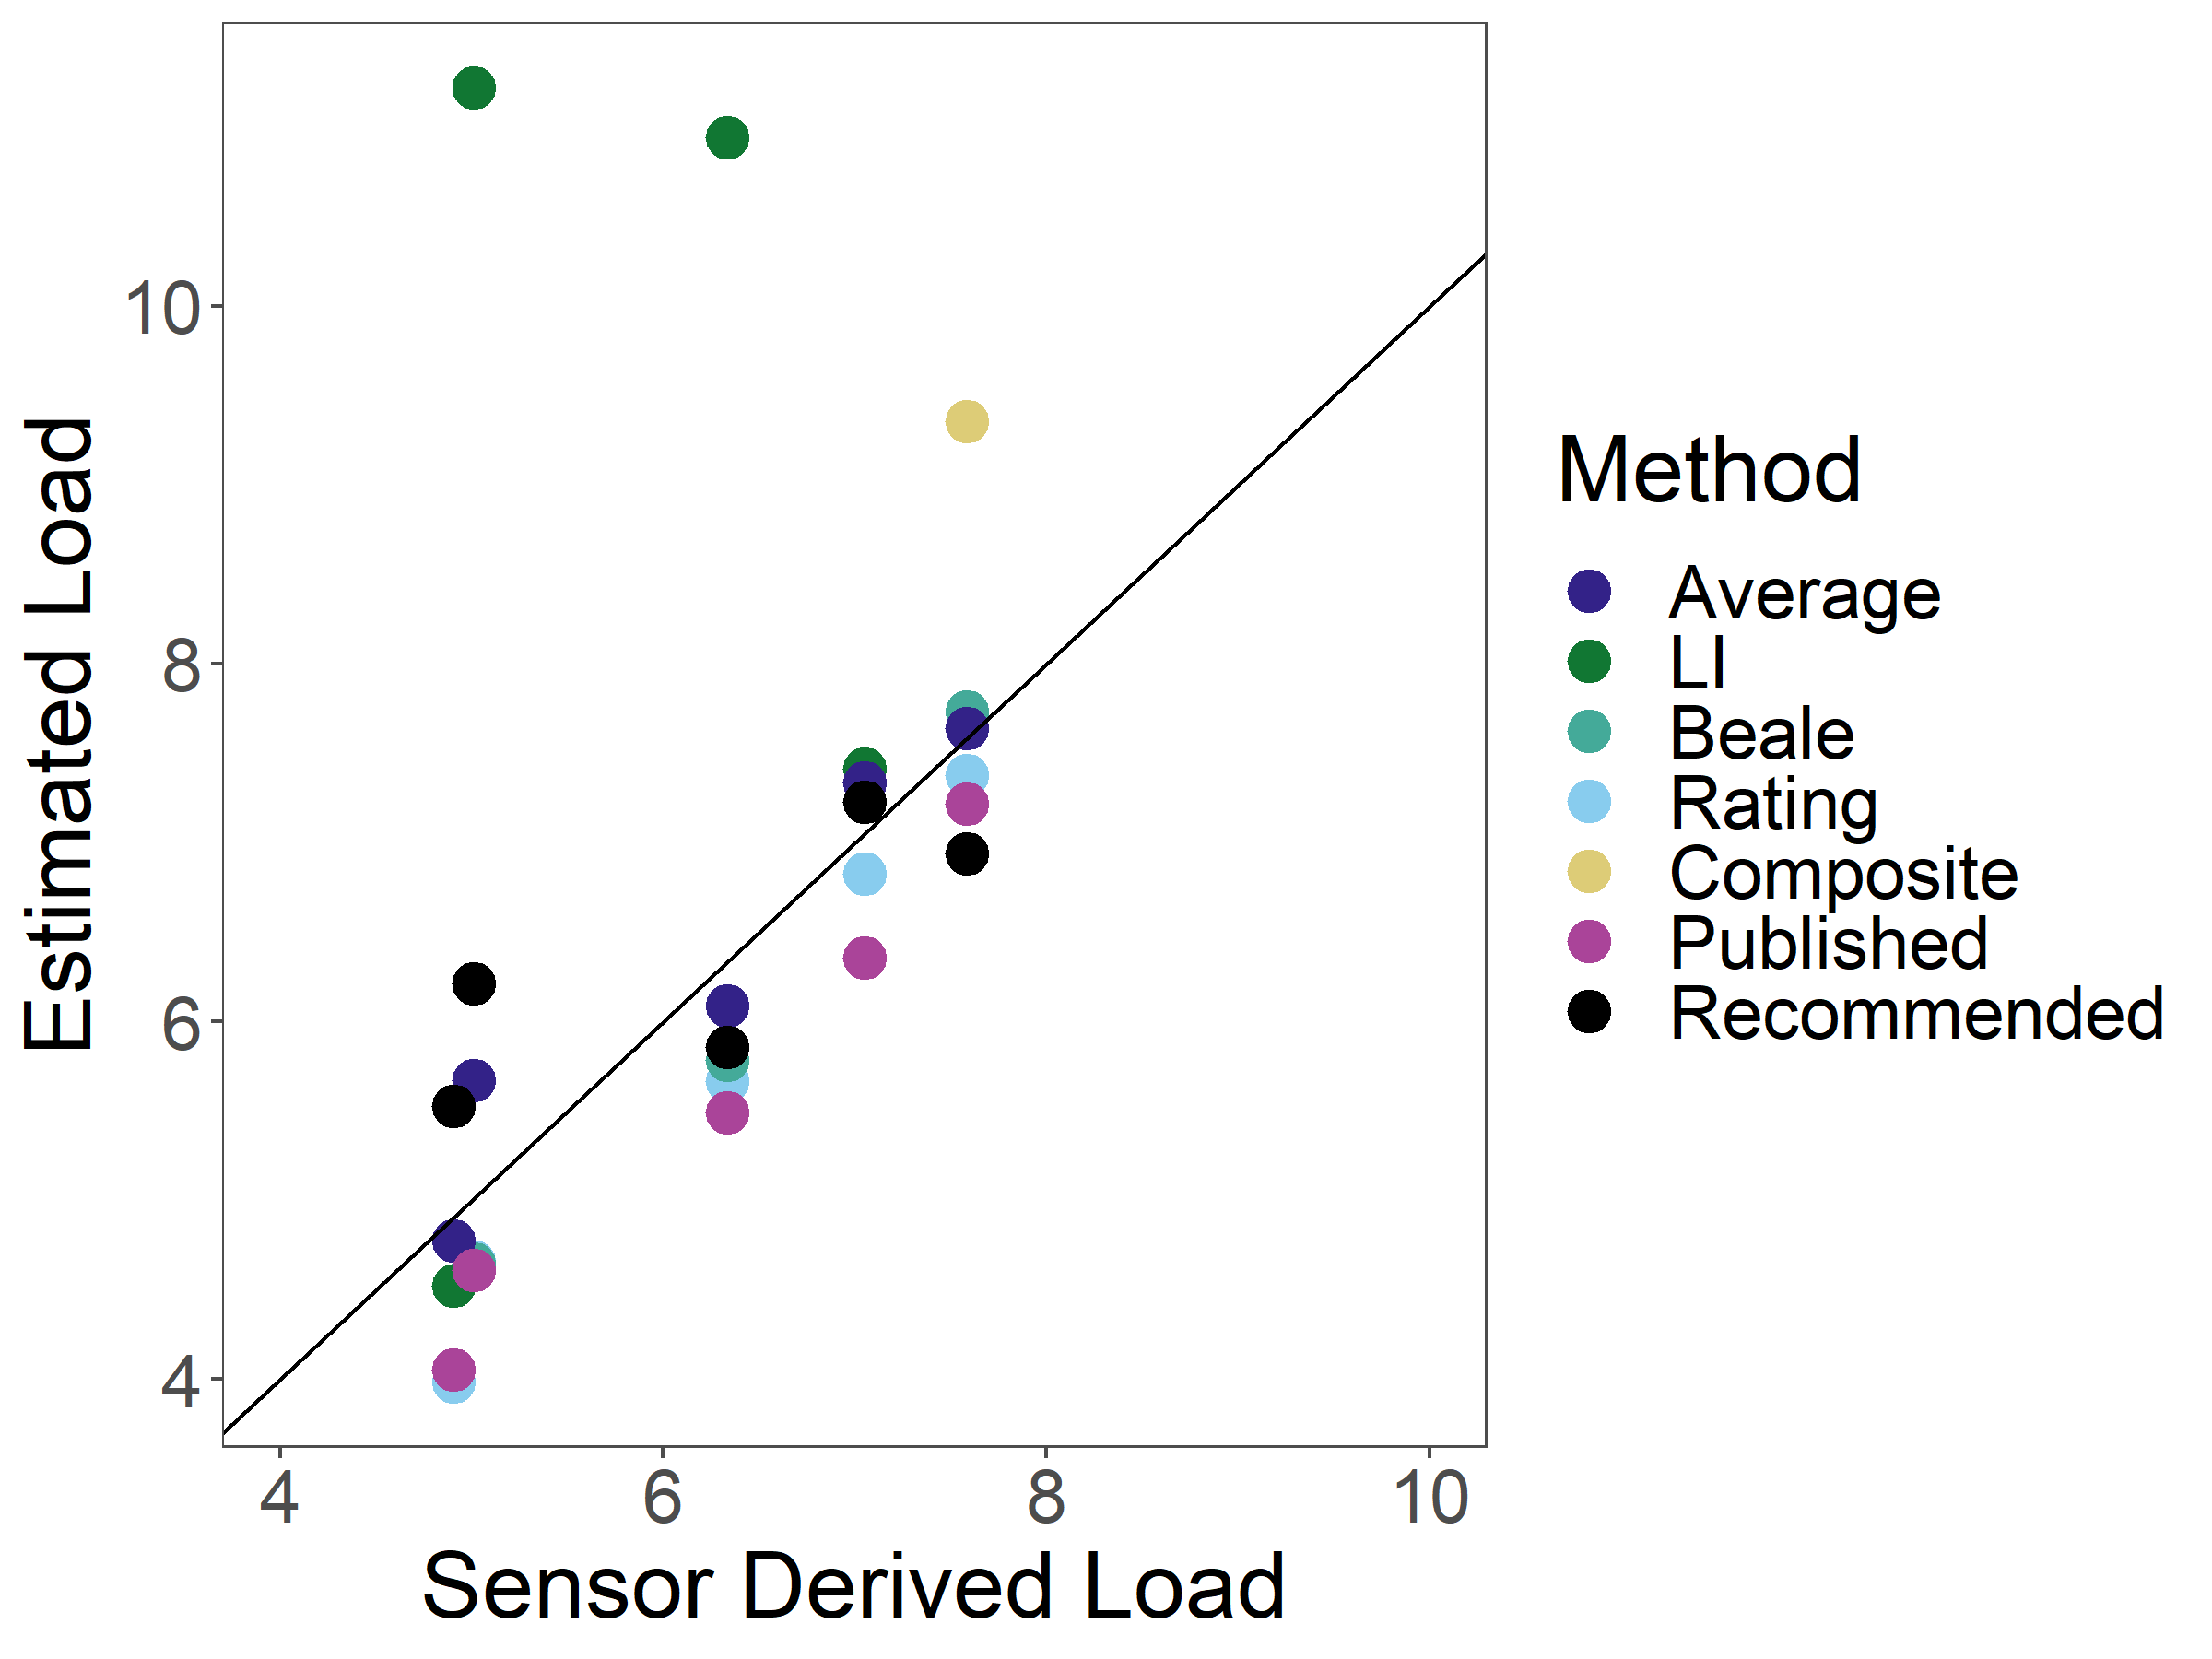 Estimated Load
10
8
6
4
4 6 8 10
Sensor Derived Load
Method
Average
LI
Beale
Rating
Composite
Published
Recommended